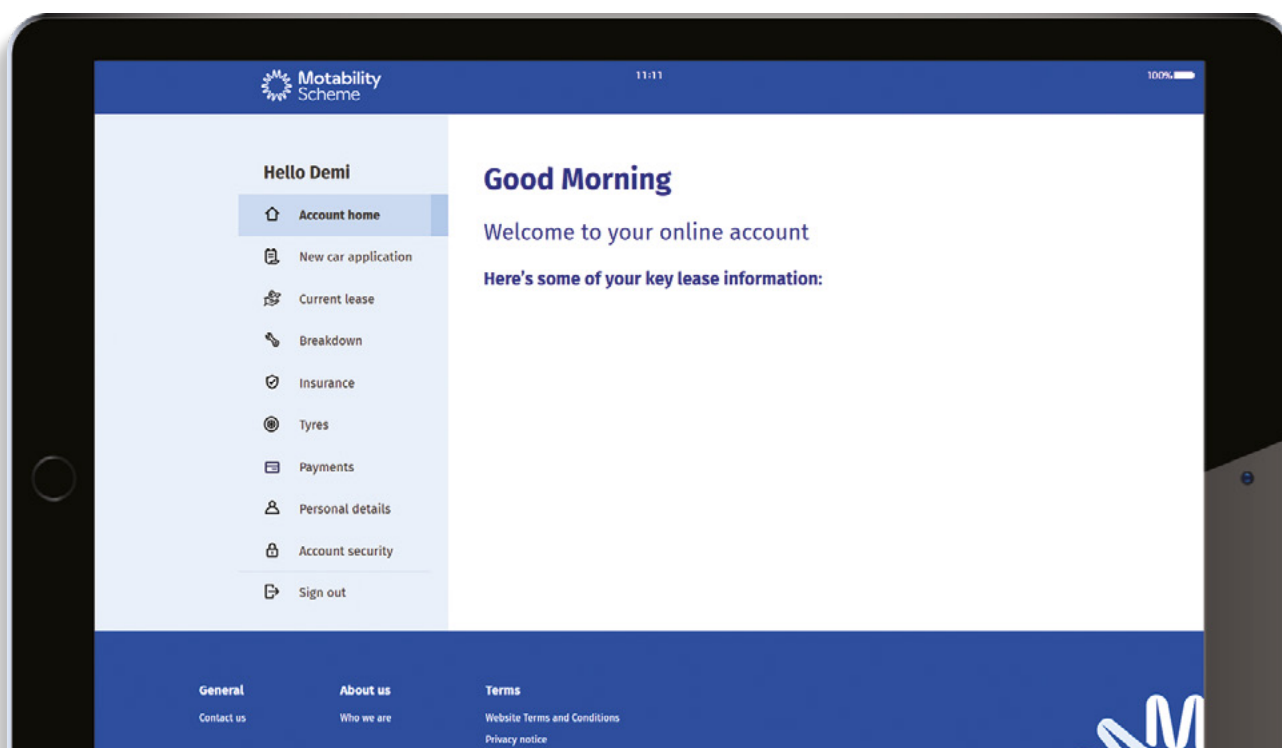 Motability
Scheme
11:11
100%
Hello Demi
Account home
New car application
Current lease
Breakdown
Insurance
Tyres
Payments
Personal details
Account security
Sign out
Good Morning
Welcome to your online account
Here's some of your key lease information:
General
About us
Terms
Contact us
Who we are
Website Terms and Conditions
Privacy notice